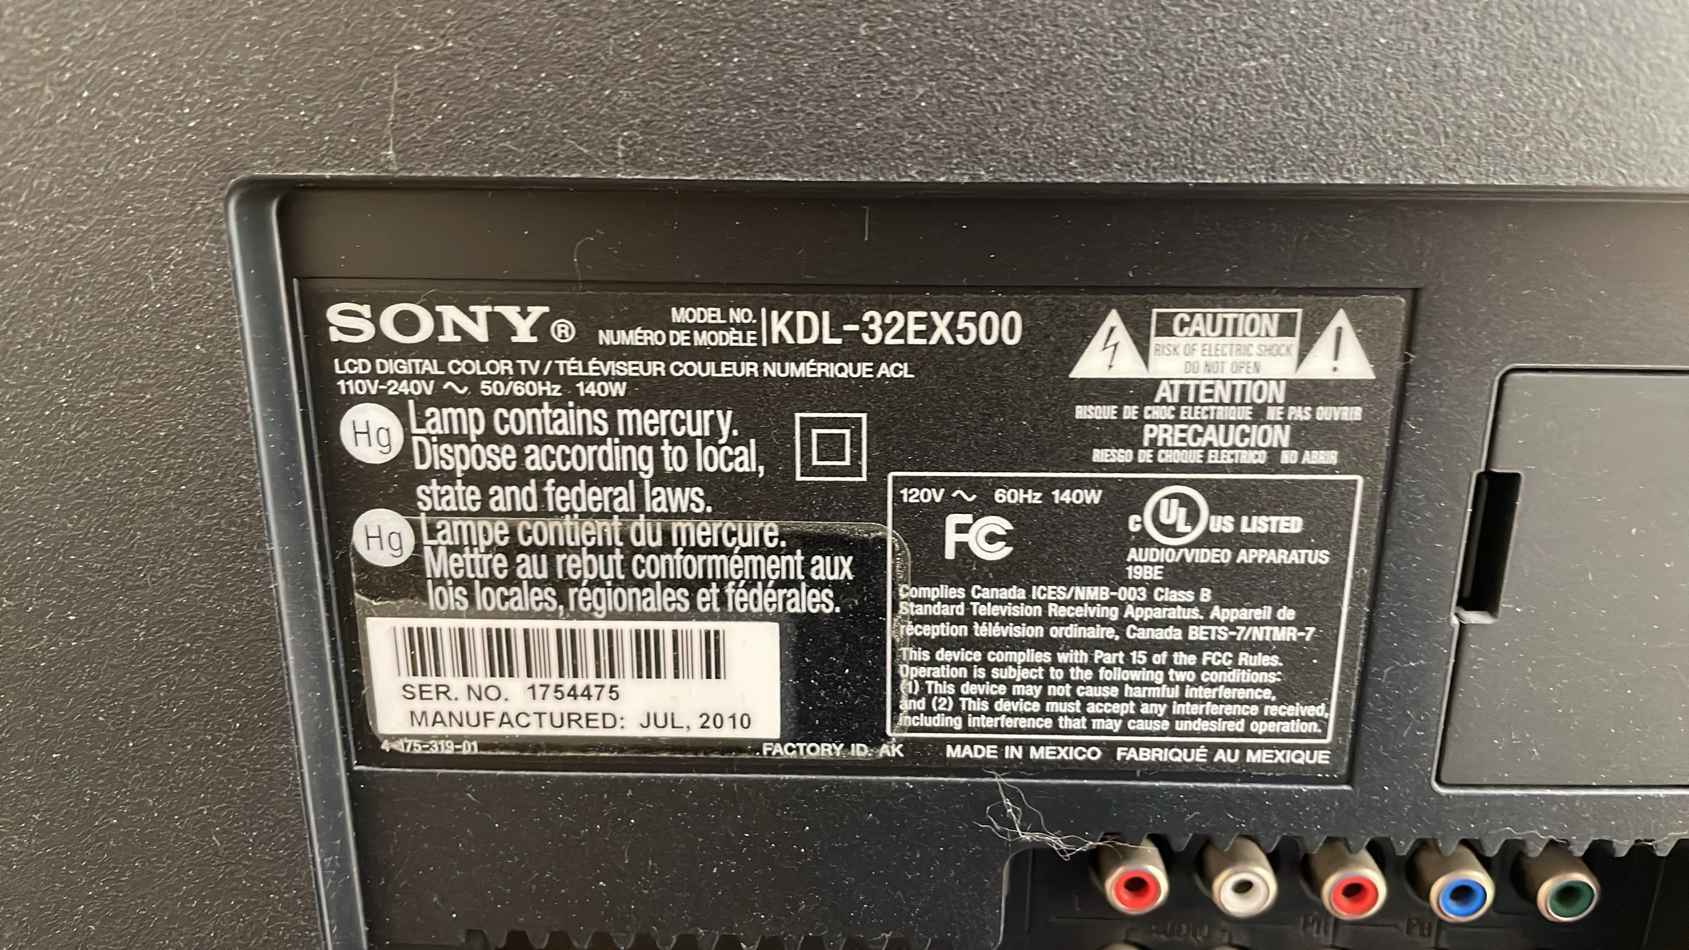 SONY® MODEL NO. NUMÉRO DE MODÈLE KDL-32EX500
LCD DIGITAL COLOR TV / TÉLÉVISEUR COULEUR NUMÉRIQUE ACL
110V-240V ～ 50/60Hz 140W
Hg Lamp contains mercury.
Dispose according to local,
state and federal laws.
Hg Lampe contient du mercure.
Mettre au rebut conformément aux
lois locales, régionales et fédérales.
SER. NO. 1754475
MANUFACTURED: JUL, 2010
4-175-319-01
FACTORY ID. AK
CAUTION
RISK OF ELECTRIC SHOCK
DO NOT OPEN
ATTENTION
RISQUE DE CHOC ELECTRIQUE NE PAS OUVRIR
PRECAUCION
RIESGO DE CHOQUE ELECTRICO NO ABRIR
120V ～ 60Hz 140W
FC
C UL US LISTED
AUDIO/VIDEO APPARATUS
19BE
Complies Canada ICES/NMB-003 Class B
Standard Television Receiving Apparatus. Appareil de
réception télévision ordinaire, Canada BETS-7/NTMR-7
This device complies with Part 15 of the FCC Rules.
Operation is subject to the following two conditions:
(1) This device may not cause harmful interference,
and (2) This device must accept any interference received,
including interference that may cause undesired operation.
MADE IN MEXICO FABRIQUÉ AU MEXIQUE